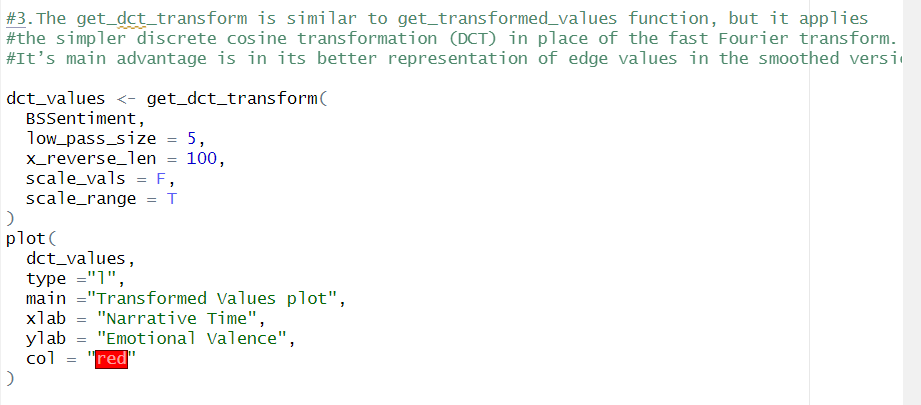 #3.The get_dct_transform is similar to get_transformed_values function, but it applies
#the simpler discrete cosine transformation (DCT) in place of the fast Fourier transform.
#It’s main advantage is in its better representation of edge values in the smoothed versi
dct_values <- get_dct_transform(
  BSSentiment,
  low_pass_size = 5,
  x_reverse_len = 100,
  scale_vals = F,
  scale_range = T
)
plot(
  dct_values,
  type ="l",
  main ="Transformed Values plot",
  xlab = "Narrative Time",
  ylab = "Emotional Valence",
  col = "red"
)